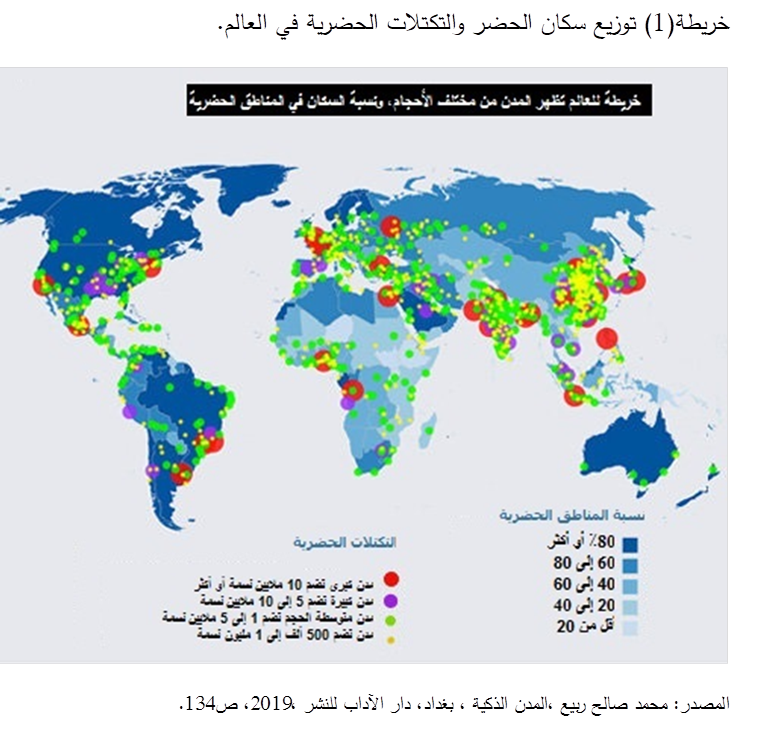 خريطة(1) توزيع سكان الحضر والتكتلات الحضرية في العالم.
خريطة للعالم تظهر المدن من مختلف الأحجام، ونسبة السكان في المناطق الحضرية
نسبة المناطق الحضرية
80٪ أو أكثر
60 إلى 80
40 إلى 60
20 إلى 40
أقل من 20
التكتلات الحضرية
مدن كبرى تضم 10 ملايين نسمة أو أكثر
مدن كبيرة تضم 5 إلى 10 ملايين نسمة
مدن متوسطة الحجم تضم 1 إلى 5 ملايين نسمة
مدن تضم 500 ألف إلى 1 مليون نسمة
المصدر: محمد صالح ربيع ،المدن الذكية ، بغداد، دار الآداب للنشر ،2019، ص134.